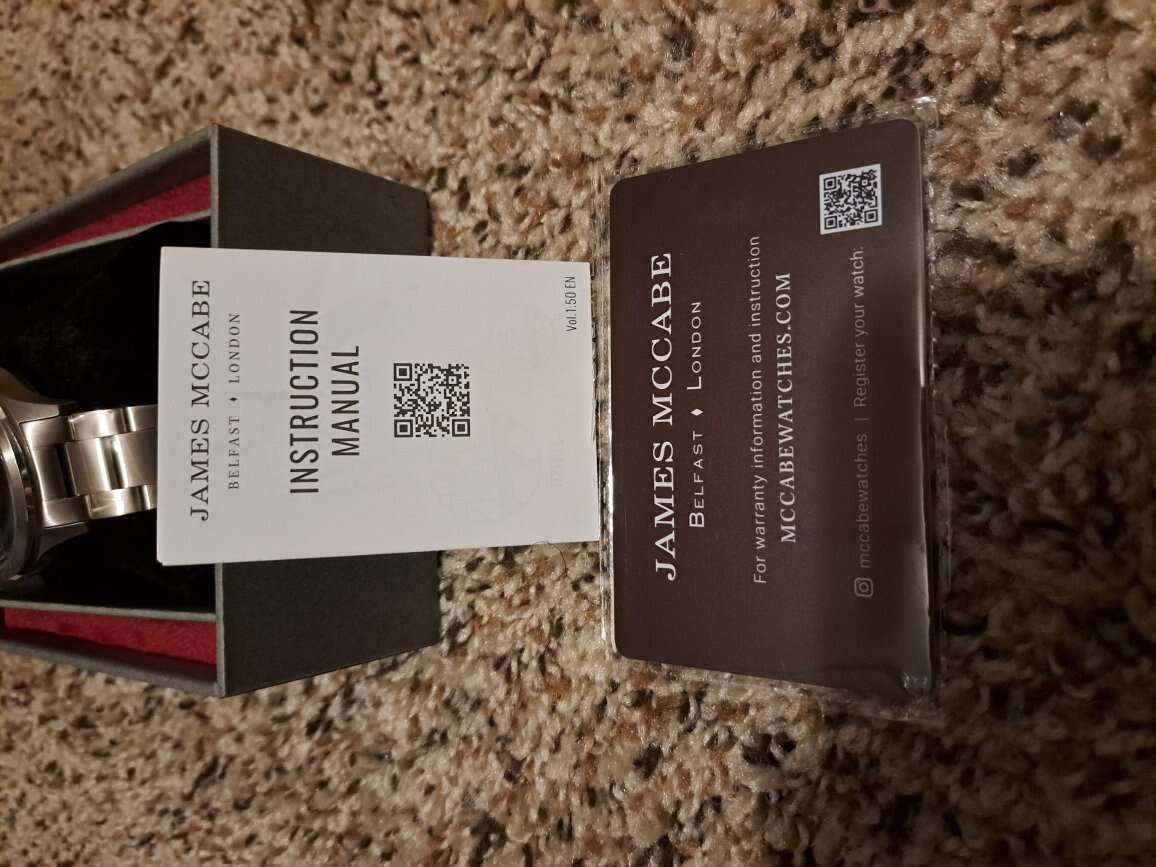 JAMES MCCABE
BELFAST ♦ LONDON
INSTRUCTION
MANUAL
Vol.1.50 EN
JAMES MCCABE
BELFAST ♦ LONDON
For warranty information and instruction
MCCABEWATCHES.COM
mccabewatches | Register your watch: